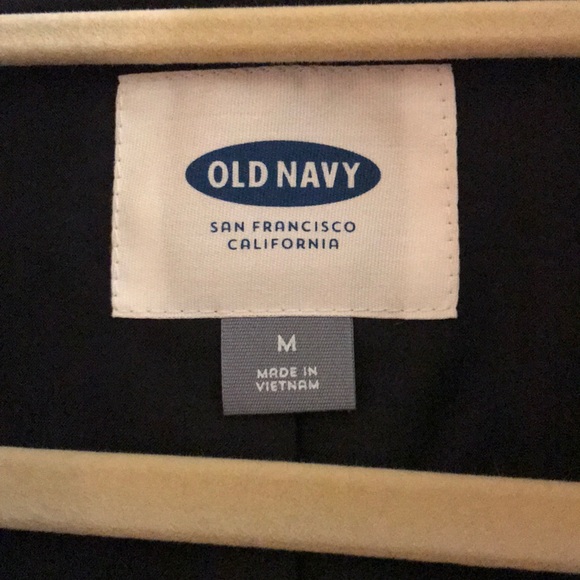 OLD NAVY
SAN FRANCISCO
CALIFORNIA
M
MADE IN
VIETNAM